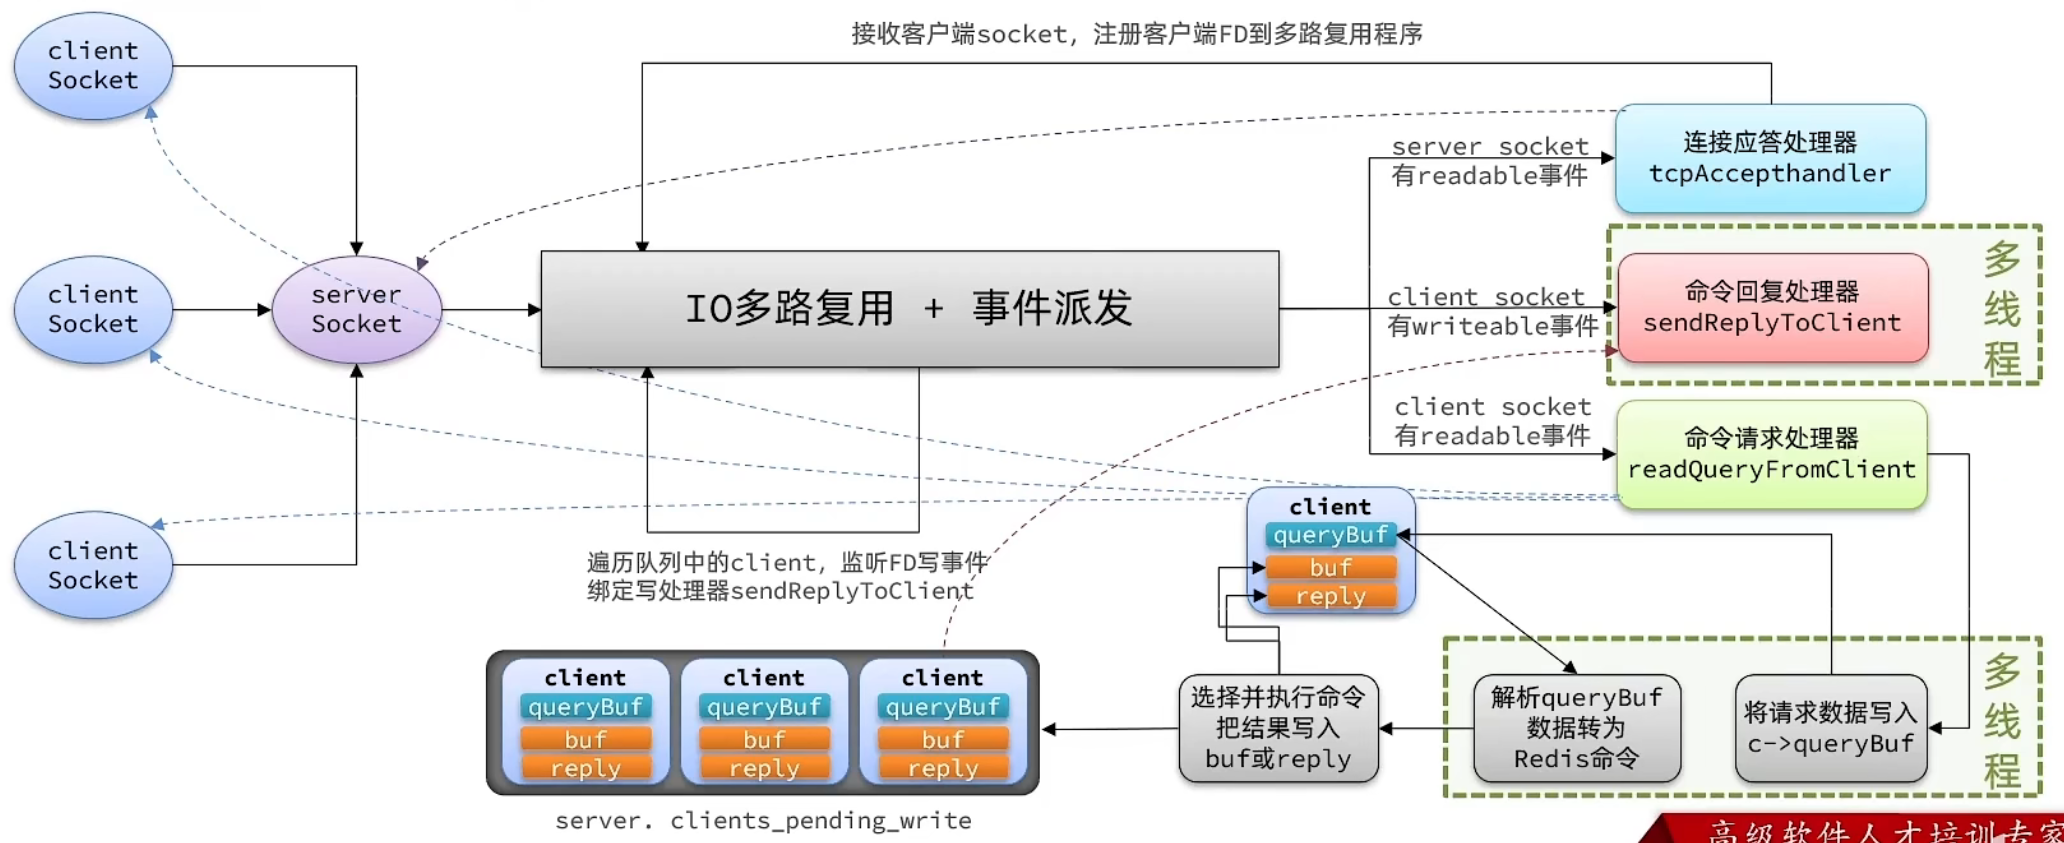 接收客户端socket，注册客户端FD到多路复用程序
client
Socket
client
Socket
client
Socket
server
Socket
IO多路复用 + 事件派发
server socket
有readable事件
连接应答处理器
tcpAccepthandler
client socket
有writeable事件
命令回复处理器
sendReplyToClient
多
线
程
client socket
有readable事件
命令请求处理器
readQueryFromClient
遍历队列中的client，监听FD写事件
绑定写处理器sendReplyToClient
client
queryBuf
buf
reply
client
queryBuf
buf
reply
client
queryBuf
buf
reply
client
queryBuf
buf
reply
server. clients_pending_write
选择并执行命令
把结果写入
buf或reply
解析queryBuf
数据转为
Redis命令
将请求数据写入
c->queryBuf
多
线
程
高级软件人才培训专家